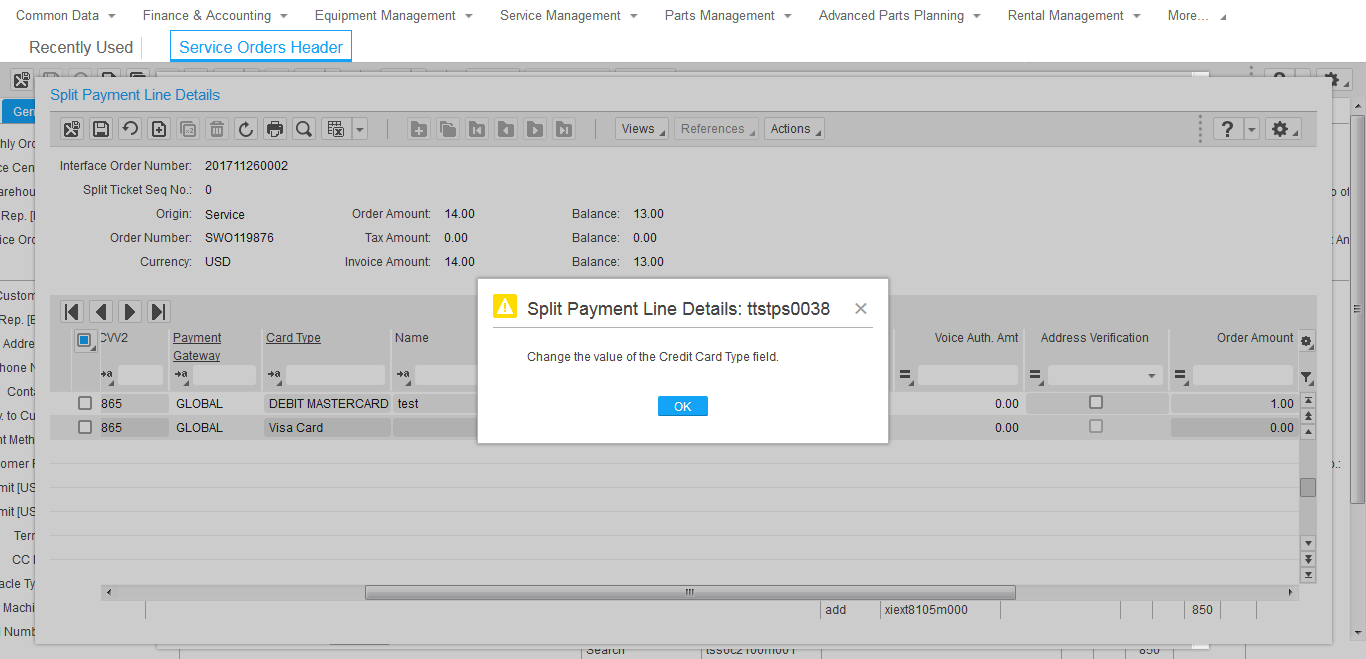 Common Data Finance & Accounting Equipment Management Service Management Parts Management Advanced Parts Planning Rental Management More...
Recently Used Service Orders Header
Split Payment Line Details
Views References Actions
Interface Order Number: 201711260002
Split Ticket Seq No.: 0
Origin: Service Order Amount: 14.00 Balance: 13.00
Order Number: SWO119876 Tax Amount: 0.00 Balance: 0.00
Currency: USD Invoice Amount: 14.00 Balance: 13.00
Split Payment Line Details: ttstps0038
Change the value of the Credit Card Type field.
OK
CVV2 Payment Gateway Card Type Name Voice Auth. Amt Address Verification Order Amount
865 GLOBAL DEBIT MASTERCARD test 0.00 1.00
865 GLOBAL Visa Card 0.00 0.00
add xiext8105m000 850
Search 850